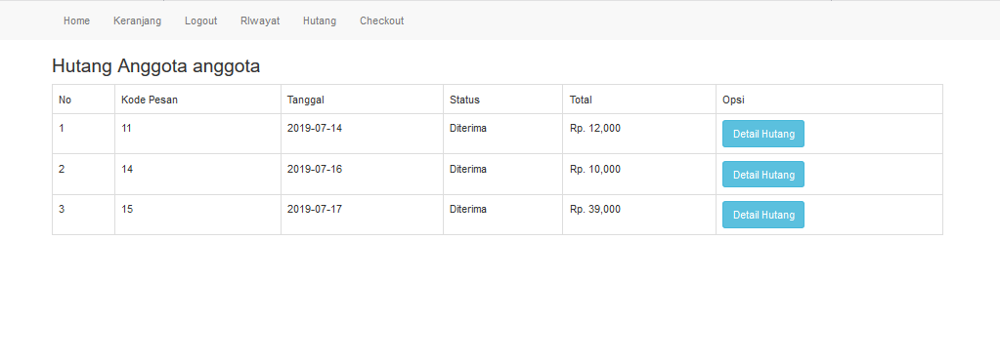 Home Keranjang Logout RIwayat Hutang Checkout
Hutang Anggota anggota
No Kode Pesan Tanggal Status Total Opsi
1 11 2019-07-14 Diterima Rp. 12,000 Detail Hutang
2 14 2019-07-16 Diterima Rp. 10,000 Detail Hutang
3 15 2019-07-17 Diterima Rp. 39,000 Detail Hutang